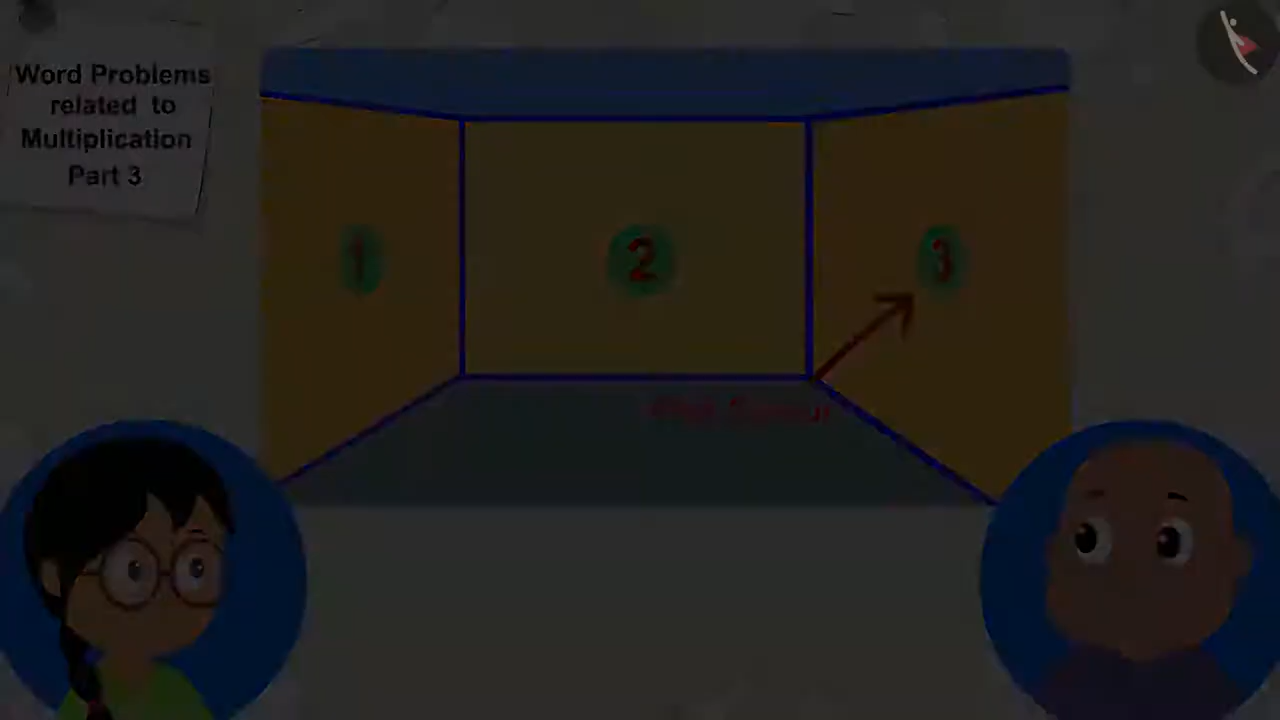 Word Problems
related to
Multiplication
Part 3
1
2
3